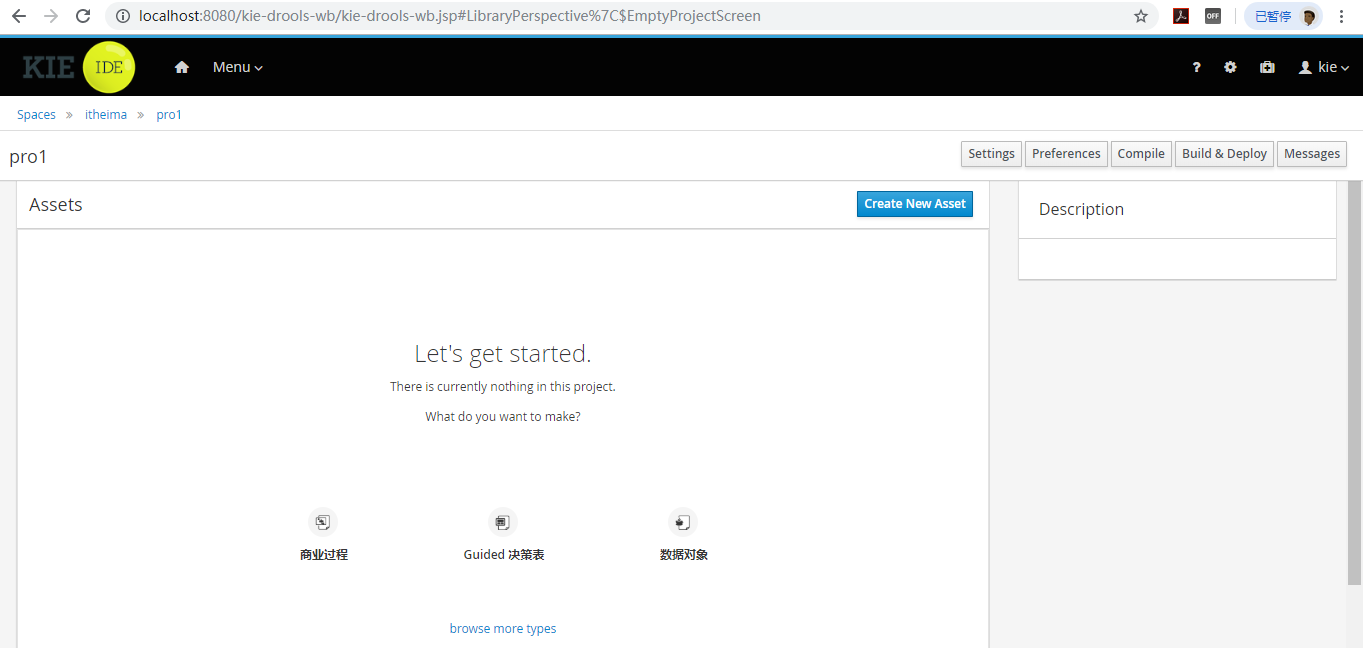 localhost:8080/kie-drools-wb/kie-drools-wb.jsp#LibraryPerspective%7C$EmptyProjectScreen
OFF
已暂停
KIE IDE
Menu
?
kie
Spaces » itheima » pro1
pro1
Settings
Preferences
Compile
Build & Deploy
Messages
Assets
Create New Asset
Description
Let's get started.
There is currently nothing in this project.
What do you want to make?
商业过程
Guided 决策表
数据对象
browse more types